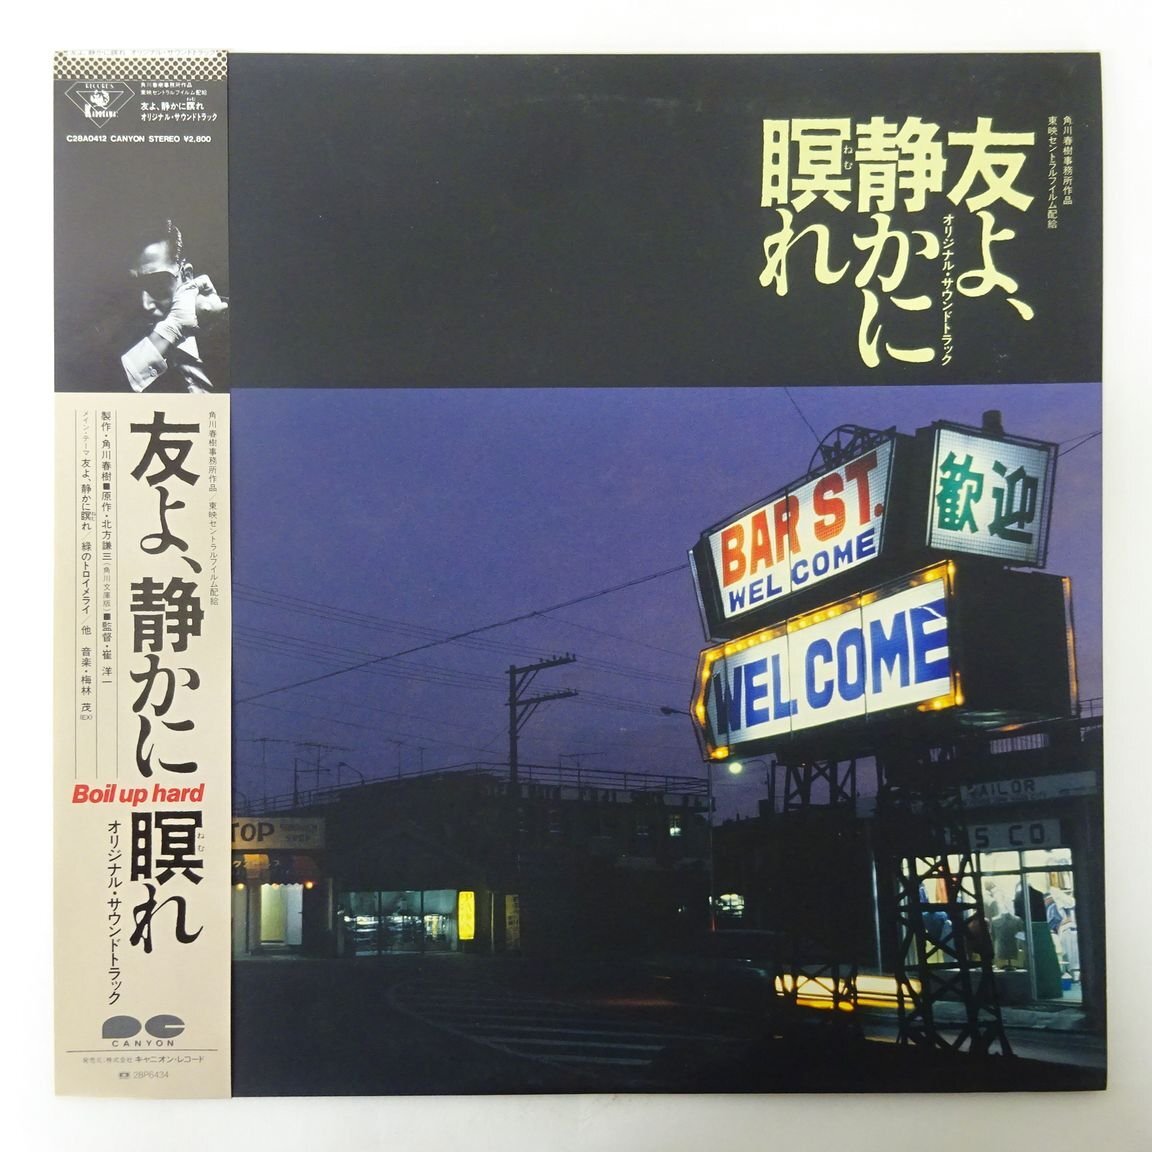 RECORDS
KADOKAWA
角川春樹事務所作品
東映セントラルフィルム配給
友よ、静かに瞑れ
ねむ
オリジナル・サウンドトラック
C28A0412 CANYON STEREO ¥2,800
角川春樹事務所作品/東映セントラルフィルム配給
友よ、静かに瞑れ
ねむ
Boil up hard
オリジナル・サウンドトラック
製作・角川春樹■原作・北方謙三(角川文庫版)■監督・崔 洋一
メイン・テーマ 友よ、静かに瞑れ/緑のトロイメライ/他 音楽・梅林 茂(EX)
ねむ
PC
CANYON
発売元:株式会社 キャニオン・レコード
28P6434
角川春樹事務所作品
東映セントラルフィルム配給
友よ、
静かに
瞑れ
ねむ
オリジナル・サウンドトラック
BAR ST.
WELCOME
歓迎
WELCOME
TAILOR
TOP